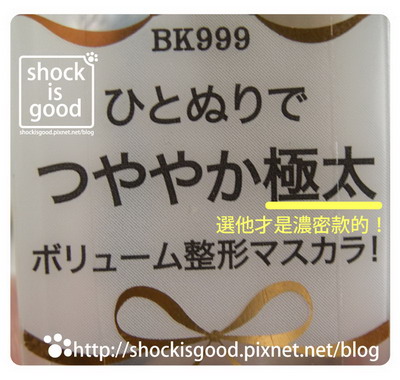 BK999
shock
is
good
shockisgood.pixnet.net/blog
ひとぬりで
つややか極太
選他才是濃密款的!
ボリューム整形マスカラ!
http://shockisgood.pixnet.net/blog